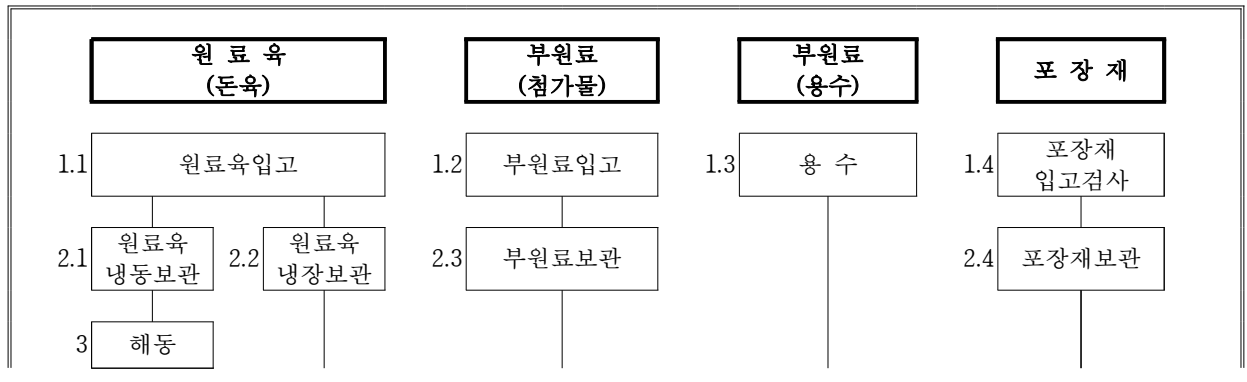 원 료 육
(돈육)
부원료
(첨가물)
부원료
(용수)
포 장 재
1.1 원료육입고
1.2 부원료입고
1.3 용 수
1.4 포장재
입고검사
2.1 원료육
냉동보관
2.2 원료육
냉장보관
2.3 부원료보관
2.4 포장재보관
3 해동